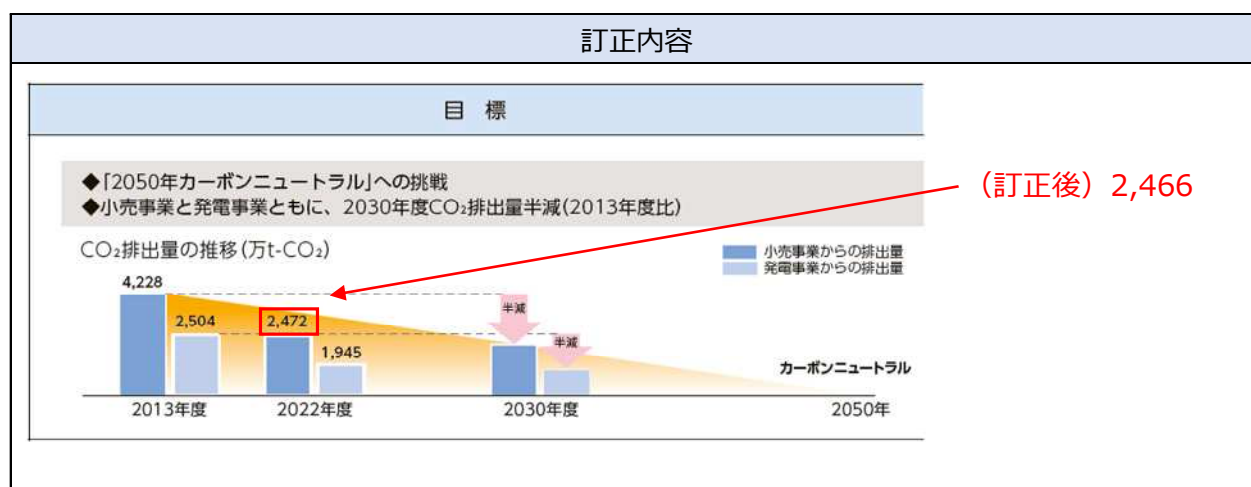 訂正内容
目 標
◆「2050年カーボンニュートラル」への挑戦
◆小売事業と発電事業ともに、2030年度CO₂排出量半減(2013年度比)
(訂正後) 2,466
CO₂排出量の推移(万t-CO₂)
小売事業からの排出量
発電事業からの排出量
4,228
2,504
2,472
1,945
半減
半減
カーボンニュートラル
2013年度
2022年度
2030年度
2050年